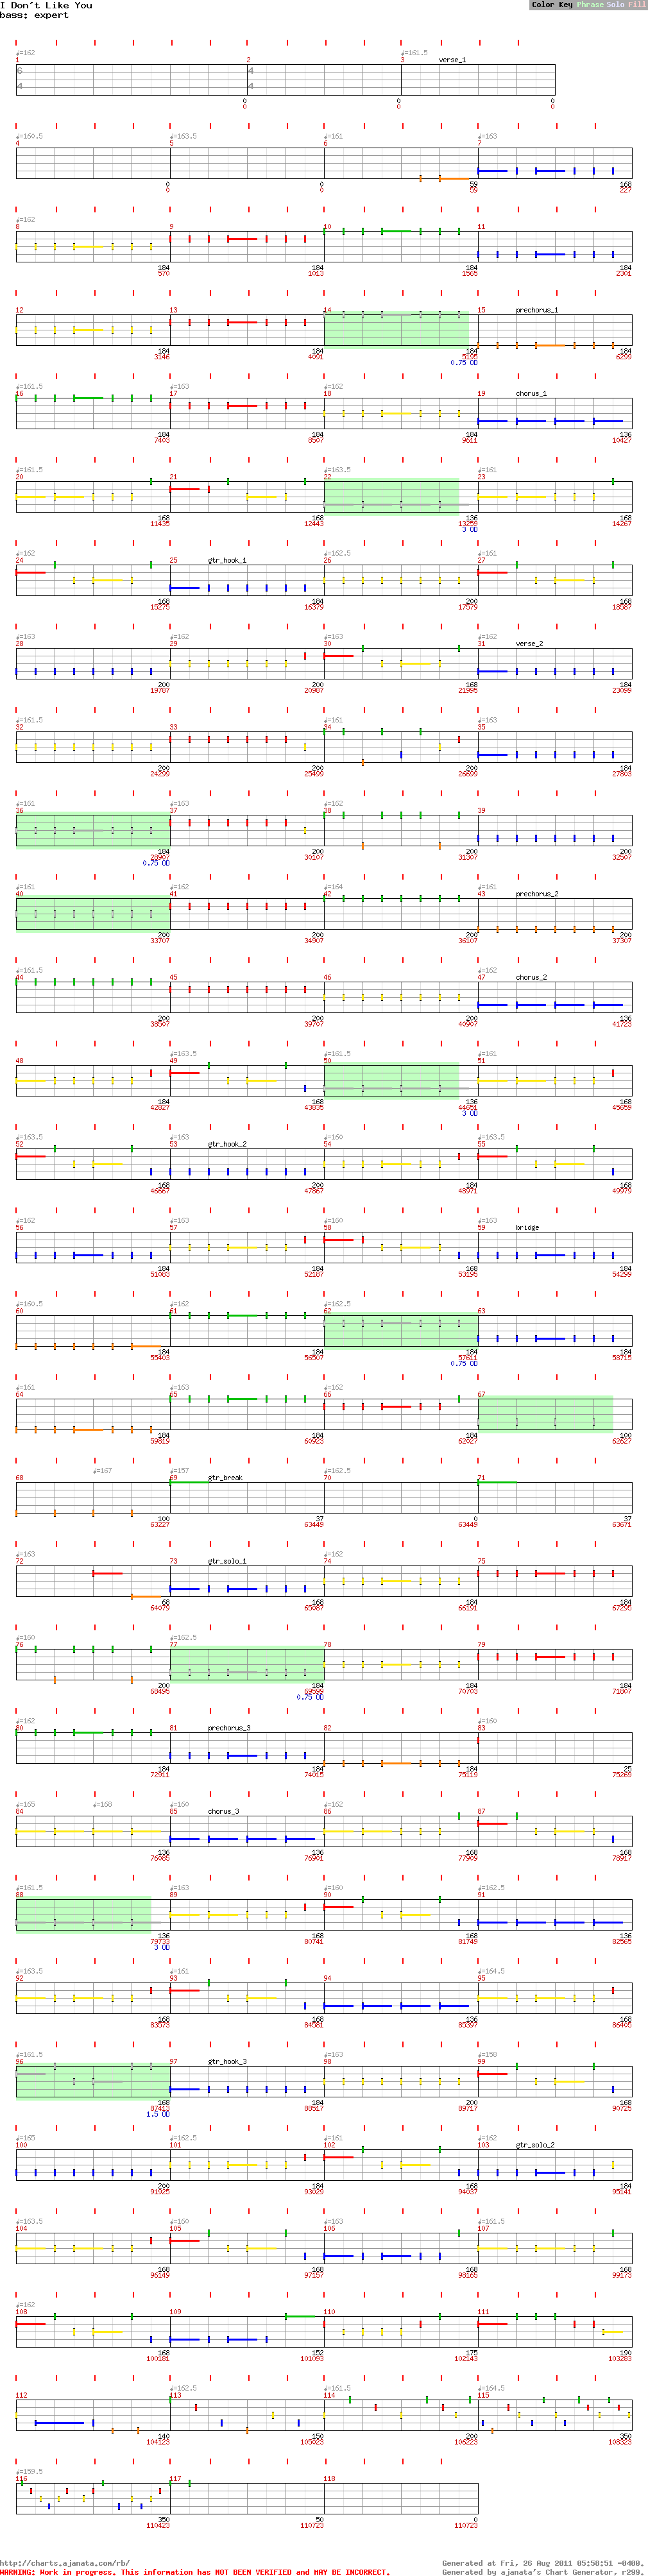 I Don't Like You
bass: expert
Color Key Phrase Solo Fill
♩=162 ♩=161.5
1 2 3 verse_1
6 4
4 4
0 0 0
0 0 0
♩=160.5 ♩=163.5 ♩=161 ♩=163
4 5 6 7
0 0 59 168
0 0 59 227
♩=162
8 9 10 11
184 184 184 184
570 1013 1565 2301
12 13 14 15 prechorus_1
184 184 184 184
3146 4091 5195 6299
0.75 OD
♩=161.5 ♩=163 ♩=162
16 17 18 19 chorus_1
184 184 184 136
7403 8507 9611 10427
♩=161.5 ♩=163.5 ♩=161
20 21 22 23
168 168 136 168
11435 12443 13259 14267
3 OD
♩=162 ♩=162.5 ♩=161
24 25 gtr_hook_1 26 27
168 184 200 168
15275 16379 17579 18587
♩=163 ♩=162 ♩=163 ♩=162
28 29 30 31 verse_2
200 200 168 184
19787 20987 21995 23099
♩=161.5 ♩=161 ♩=163
32 33 34 35
200 200 200 184
24299 25499 26699 27803
♩=161 ♩=163 ♩=162
36 37 38 39
184 200 200 200
28907 30107 31307 32507
0.75 OD
♩=161 ♩=162 ♩=164 ♩=161
40 41 42 43 prechorus_2
200 200 200 200
33707 34907 36107 37307
♩=161.5 ♩=162
44 45 46 47 chorus_2
200 200 200 136
38507 39707 40907 41723
♩=163.5 ♩=161.5 ♩=161
48 49 50 51
184 168 136 168
42827 43835 44651 45659
3 OD
♩=163.5 ♩=160 ♩=163.5
52 53 gtr_hook_2 54 55
168 200 184 168
46667 47867 48971 49979
♩=162 ♩=160 ♩=163
56 57 58 59 bridge
184 184 168 184
51083 52187 53195 54299
♩=160.5 ♩=162 ♩=162.5
60 61 62 63
184 184 184 184
55403 56507 57611 58715
0.75 OD
♩=161 ♩=163 ♩=162
64 65 66 67
184 184 184 100
59819 60923 62027 62627
♩=167 ♩=157 ♩=162.5
68 69 gtr_break 70 71
100 37 0 37
63227 63449 63449 63671
♩=163 ♩=162
72 73 gtr_solo_1 74 75
68 168 184 184
64079 65087 66191 67295
♩=160 ♩=162.5
76 77 78 79
200 184 184 184
68495 69599 70703 71807
0.75 OD
♩=162 ♩=160
80 81 prechorus_3 82 83
184 184 184 25
72911 74015 75119 75269
♩=165 ♩=168 ♩=160 ♩=162
84 85 chorus_3 86 87
136 136 168 168
76085 76901 77909 78917
♩=161.5 ♩=163 ♩=160 ♩=162.5
88 89 90 91
136 168 168 136
79733 80741 81749 82565
3 OD
♩=163.5 ♩=161 ♩=164.5
92 93 94 95
168 168 136 168
83573 84581 85397 86405
♩=161.5 ♩=163 ♩=158
96 97 gtr_hook_3 98 99
168 184 200 168
87413 88517 89717 90725
1.5 OD
♩=165 ♩=162.5 ♩=161 ♩=162
100 101 102 103 gtr_solo_2
200 184 168 184
91925 93029 94037 95141
♩=163.5 ♩=160 ♩=163 ♩=161.5
104 105 106 107
168 168 168 168
96149 97157 98165 99173
♩=162
108 109 110 111
168 152 175 190
100181 101093 102143 103283
♩=162.5 ♩=161.5 ♩=164.5
112 113 114 115
140 150 200 350
104123 105023 106223 108323
♩=159.5
116 117 118
350 50 0
110423 110723 110723
http://charts.ajanata.com/rb/ Generated at Fri, 26 Aug 2011 05:58:51 -0400.
WARNING: Work in progress. This information has NOT BEEN VERIFIED and MAY BE INCORRECT. Generated by ajanata's Chart Generator, r299.